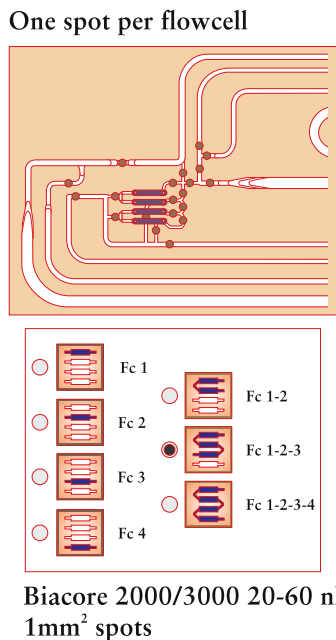 One spot per flowcell
Fc 1
Fc 2
Fc 3
Fc 4
Fc 1-2
Fc 1-2-3
Fc 1-2-3-4
Biacore 2000/3000 20-60
1mm² spots